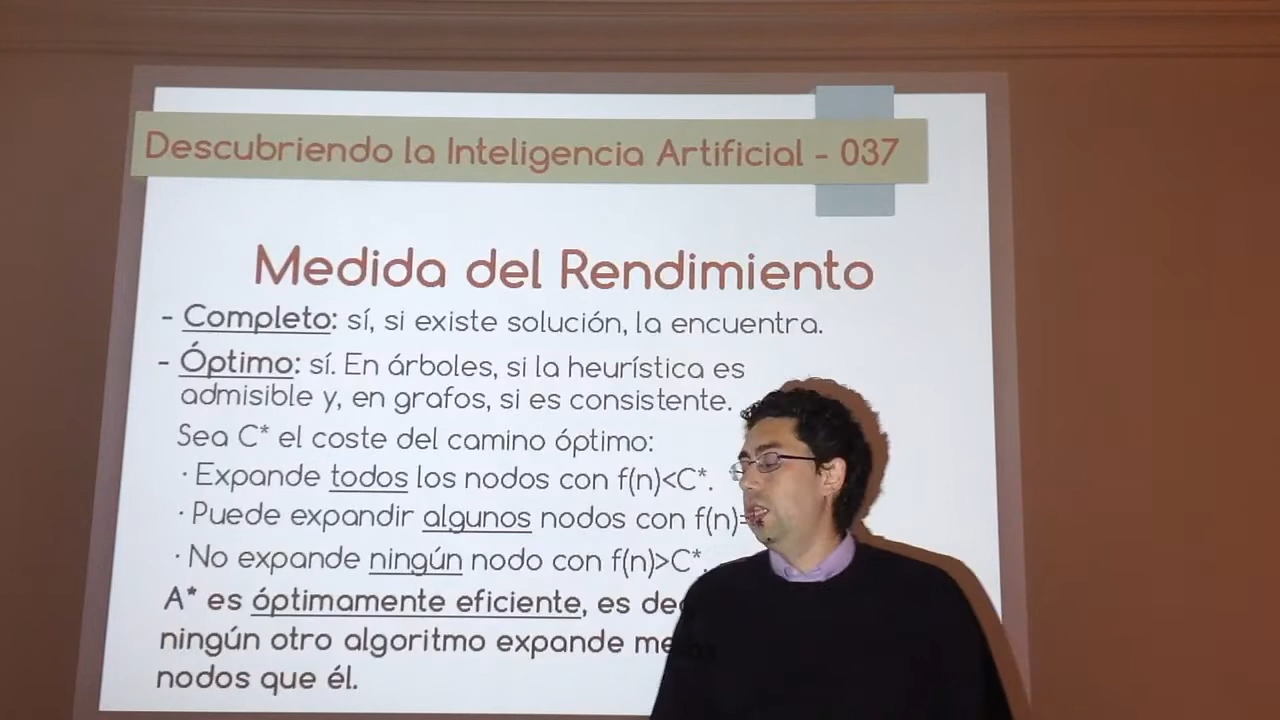 Descubriendo la Inteligencia Artificial - 037
Medida del Rendimiento
- Completo: sí, si existe solución, la encuentra.
- Óptimo: sí. En árboles, si la heurística es
admisible y, en grafos, si es consistente.
Sea C* el coste del camino óptimo:
· Expande todos los nodos con f(n)<C*.
· Puede expandir algunos nodos con f(n)=
· No expande ningún nodo con f(n)>C*.
A* es óptimamente eficiente, es
ningún otro algoritmo expande
nodos que él.